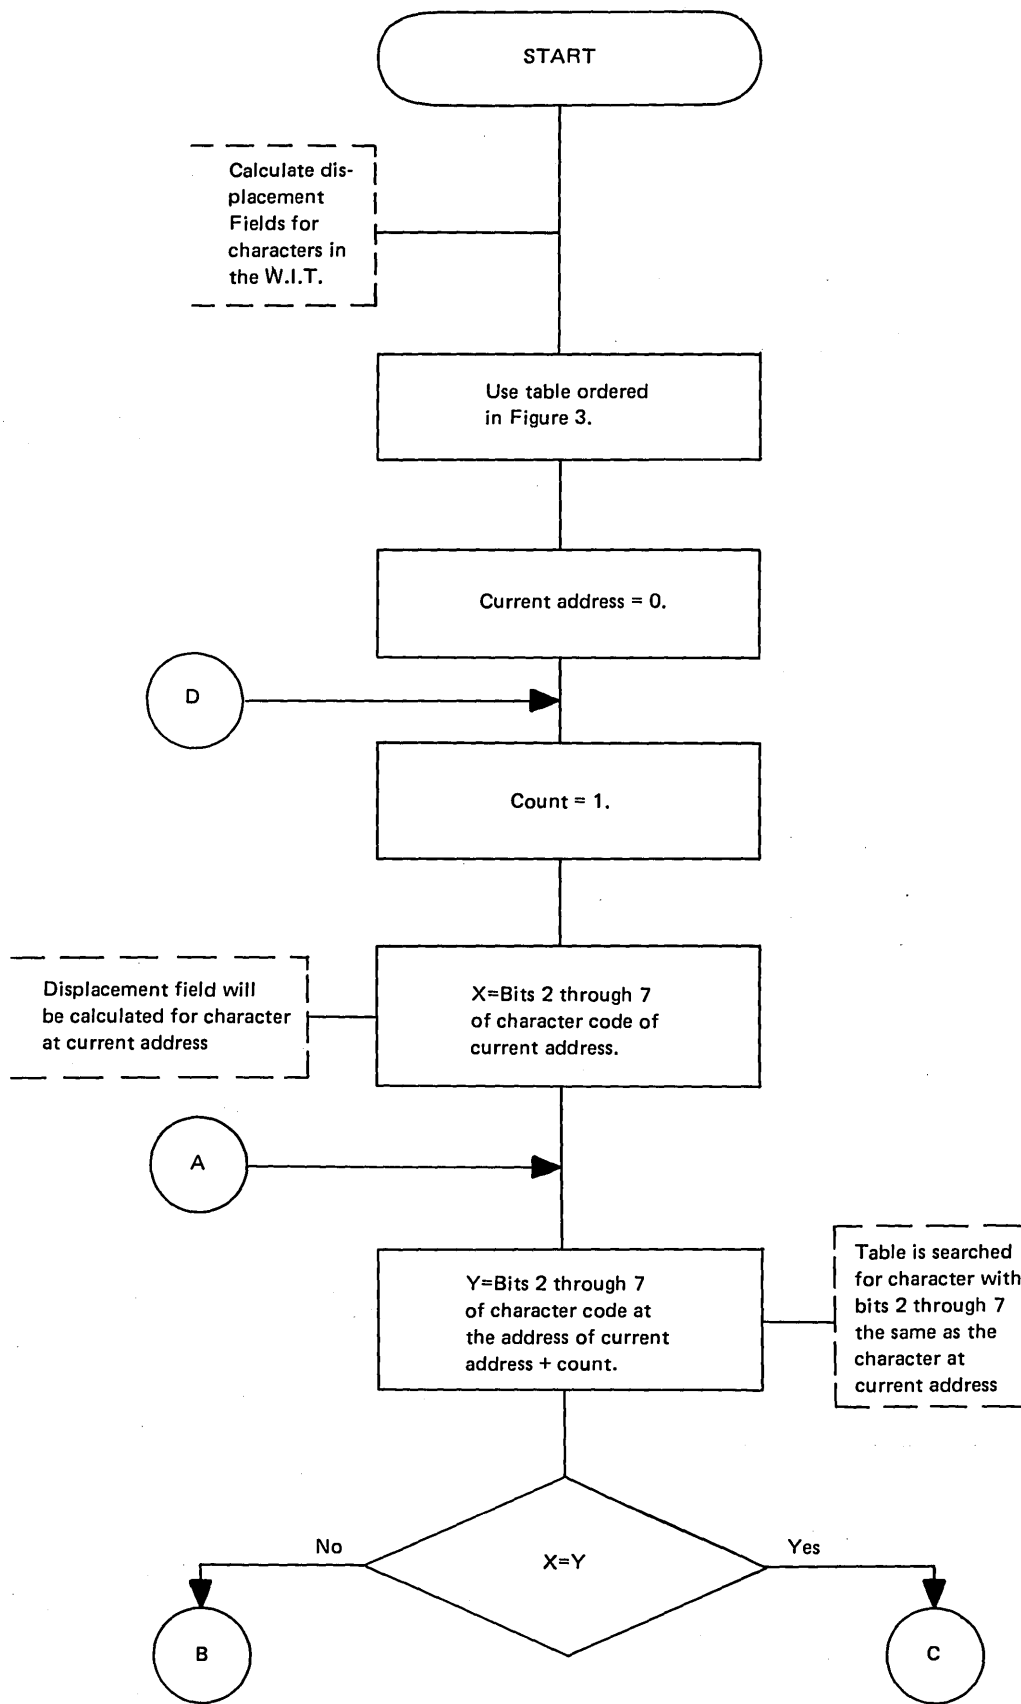 START
Calculate dis-
placement
Fields for
characters in
the W.I.T.
Use table ordered
in Figure 3.
Current address = 0.
D
Count = 1.
Displacement field will
be calculated for character
at current address
X=Bits 2 through 7
of character code of
current address.
A
Y=Bits 2 through 7
of character code at
the address of current
address + count.
Table is searched
for character with
bits 2 through 7
the same as the
character at
current address
No
X=Y
Yes
B
C